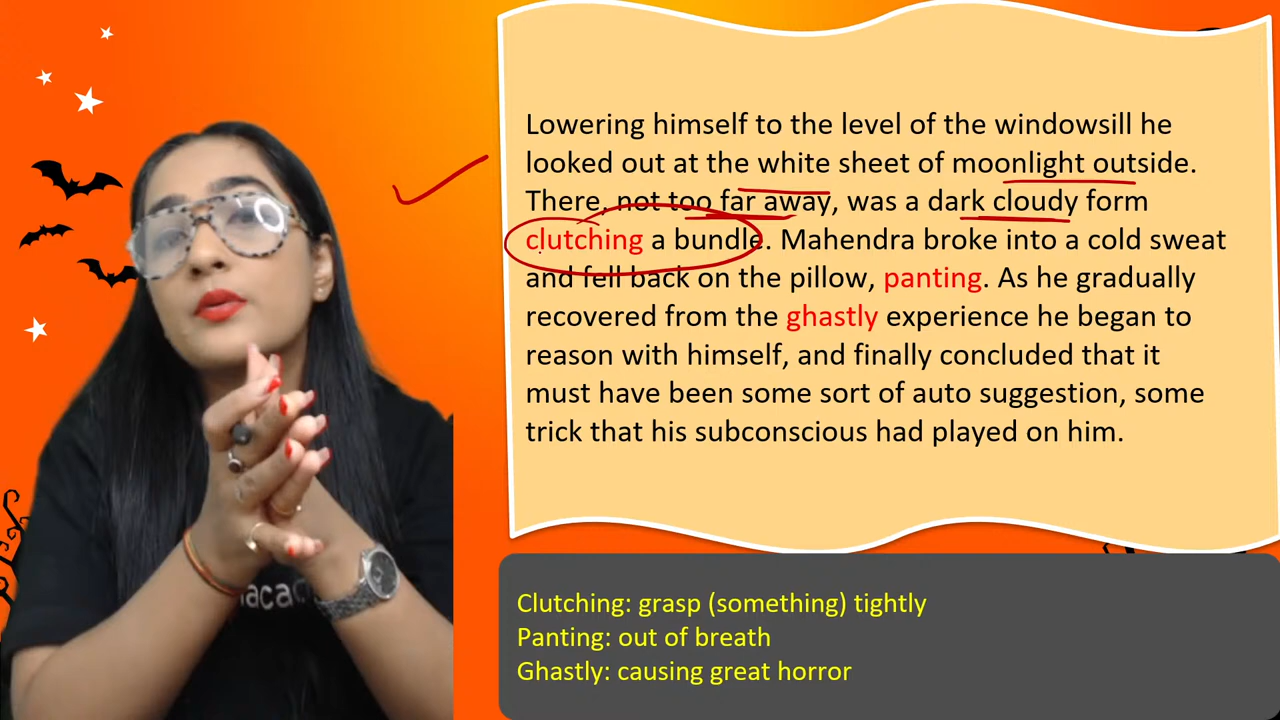 Lowering himself to the level of the windowsill he
looked out at the white sheet of moonlight outside.
There, not too far away, was a dark cloudy form
clutching a bundle. Mahendra broke into a cold sweat
and fell back on the pillow, panting. As he gradually
recovered from the ghastly experience he began to
reason with himself, and finally concluded that it
must have been some sort of auto suggestion, some
trick that his subconscious had played on him.
Clutching: grasp (something) tightly
Panting: out of breath
Ghastly: causing great horror